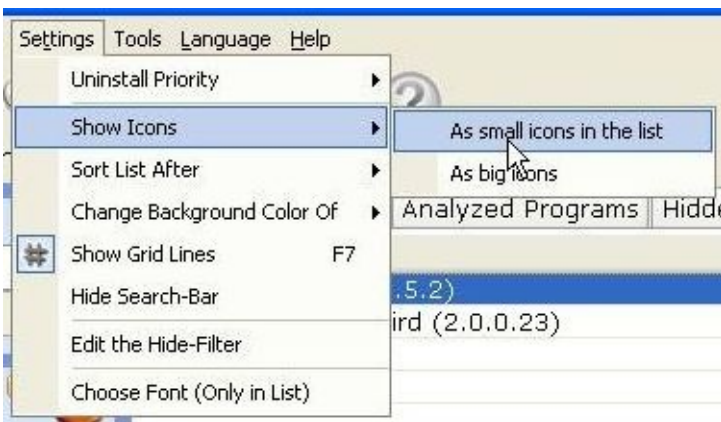 Settings Tools Language Help
Uninstall Priority
Show Icons
As small icons in the list
Sort List After
As big icons
Change Background Color Of
Analyzed Programs
Show Grid Lines F7
Hide Search-Bar
.5.2)
ird (2.0.0.23)
Edit the Hide-Filter
Choose Font (Only in List)